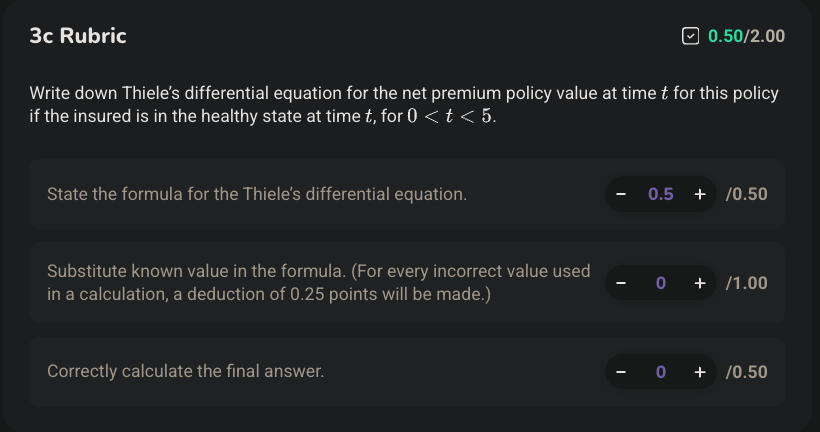 3c Rubric
0.50/2.00
Write down Thiele’s differential equation for the net premium policy value at time t for this policy
if the insured is in the healthy state at time t, for 0 < t < 5.
State the formula for the Thiele’s differential equation.
− 0.5 + /0.50
Substitute known value in the formula. (For every incorrect value used
in a calculation, a deduction of 0.25 points will be made.)
− 0 + /1.00
Correctly calculate the final answer.
− 0 + /0.50